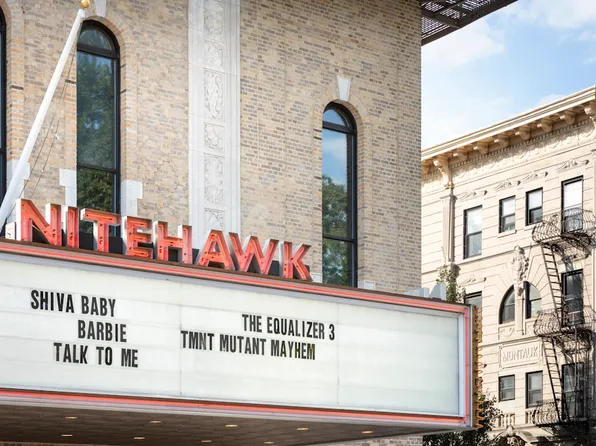 NITEHAWK
SHIVA BABY
BARBIE
TALK TO ME
THE EQUALIZER 3
TMNT MUTANT MAYHEM
MONTAUK